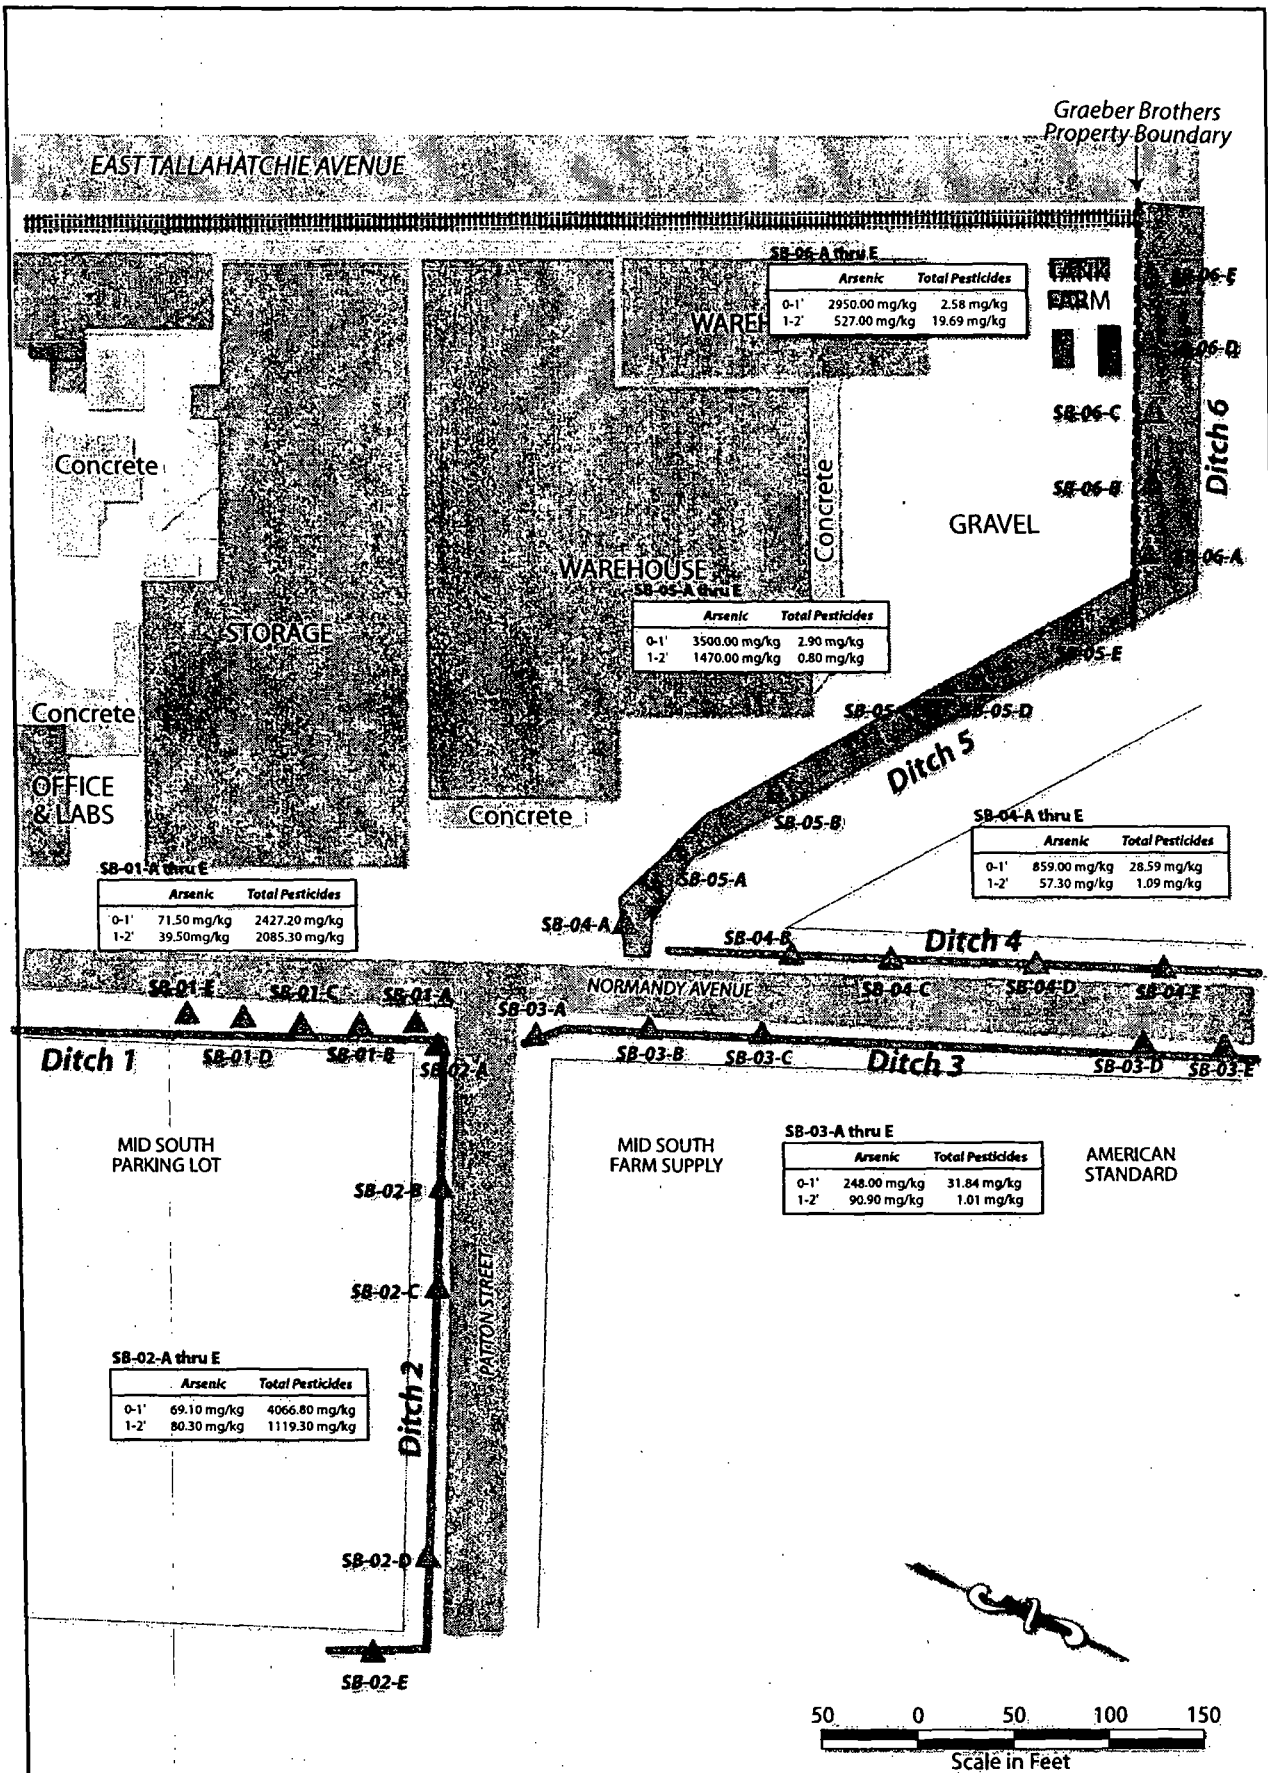 Graeber Brothers
Property Boundary
EAST TALLAHATCHIE AVENUE
SB-06-A thru E
Arsenic Total Pesticides
0-1' 2950.00 mg/kg 2.58 mg/kg
1-2' 527.00 mg/kg 19.69 mg/kg
TANK
FARM
SB-06-E
SB-06-D
SB-06-C
SB-06-B
SB-06-A
Ditch 6
Concrete
Concrete
GRAVEL
WAREHOUSE
SB-05-A thru E
Arsenic Total Pesticides
0-1' 3500.00 mg/kg 2.90 mg/kg
1-2' 1470.00 mg/kg 0.80 mg/kg
STORAGE
SB-05-E
SB-05-D
Concrete
Ditch 5
OFFICE
& LABS
Concrete
SB-05-B
SB-04-A thru E
Arsenic Total Pesticides
0-1' 859.00 mg/kg 28.59 mg/kg
1-2' 57.30 mg/kg 1.09 mg/kg
SB-01-A thru E
Arsenic Total Pesticides
0-1' 71.50 mg/kg 2427.20 mg/kg
1-2' 39.50mg/kg 2085.30 mg/kg
SB-05-A
SB-04-A
SB-04-B
Ditch 4
SB-04-C
SB-04-D
SB-04-E
NORMANDY AVENUE
SB-01-E
SB-01-C
SB-01-A
SB-03-A
Ditch 1
SB-01-D
SB-01-B
SB-02-A
SB-03-B
SB-03-C
Ditch 3
SB-03-D
SB-03-E
MID SOUTH
PARKING LOT
MID SOUTH
FARM SUPPLY
SB-03-A thru E
Arsenic Total Pesticides
0-1' 248.00 mg/kg 31.84 mg/kg
1-2' 90.90 mg/kg 1.01 mg/kg
AMERICAN
STANDARD
SB-02-B
SB-02-C
PATTON STREET
SB-02-A thru E
Arsenic Total Pesticides
0-1' 69.10 mg/kg 4066.80 mg/kg
1-2' 80.30 mg/kg 1119.30 mg/kg
Ditch 2
SB-02-D
SB-02-E
50 0 50 100 150
Scale in Feet